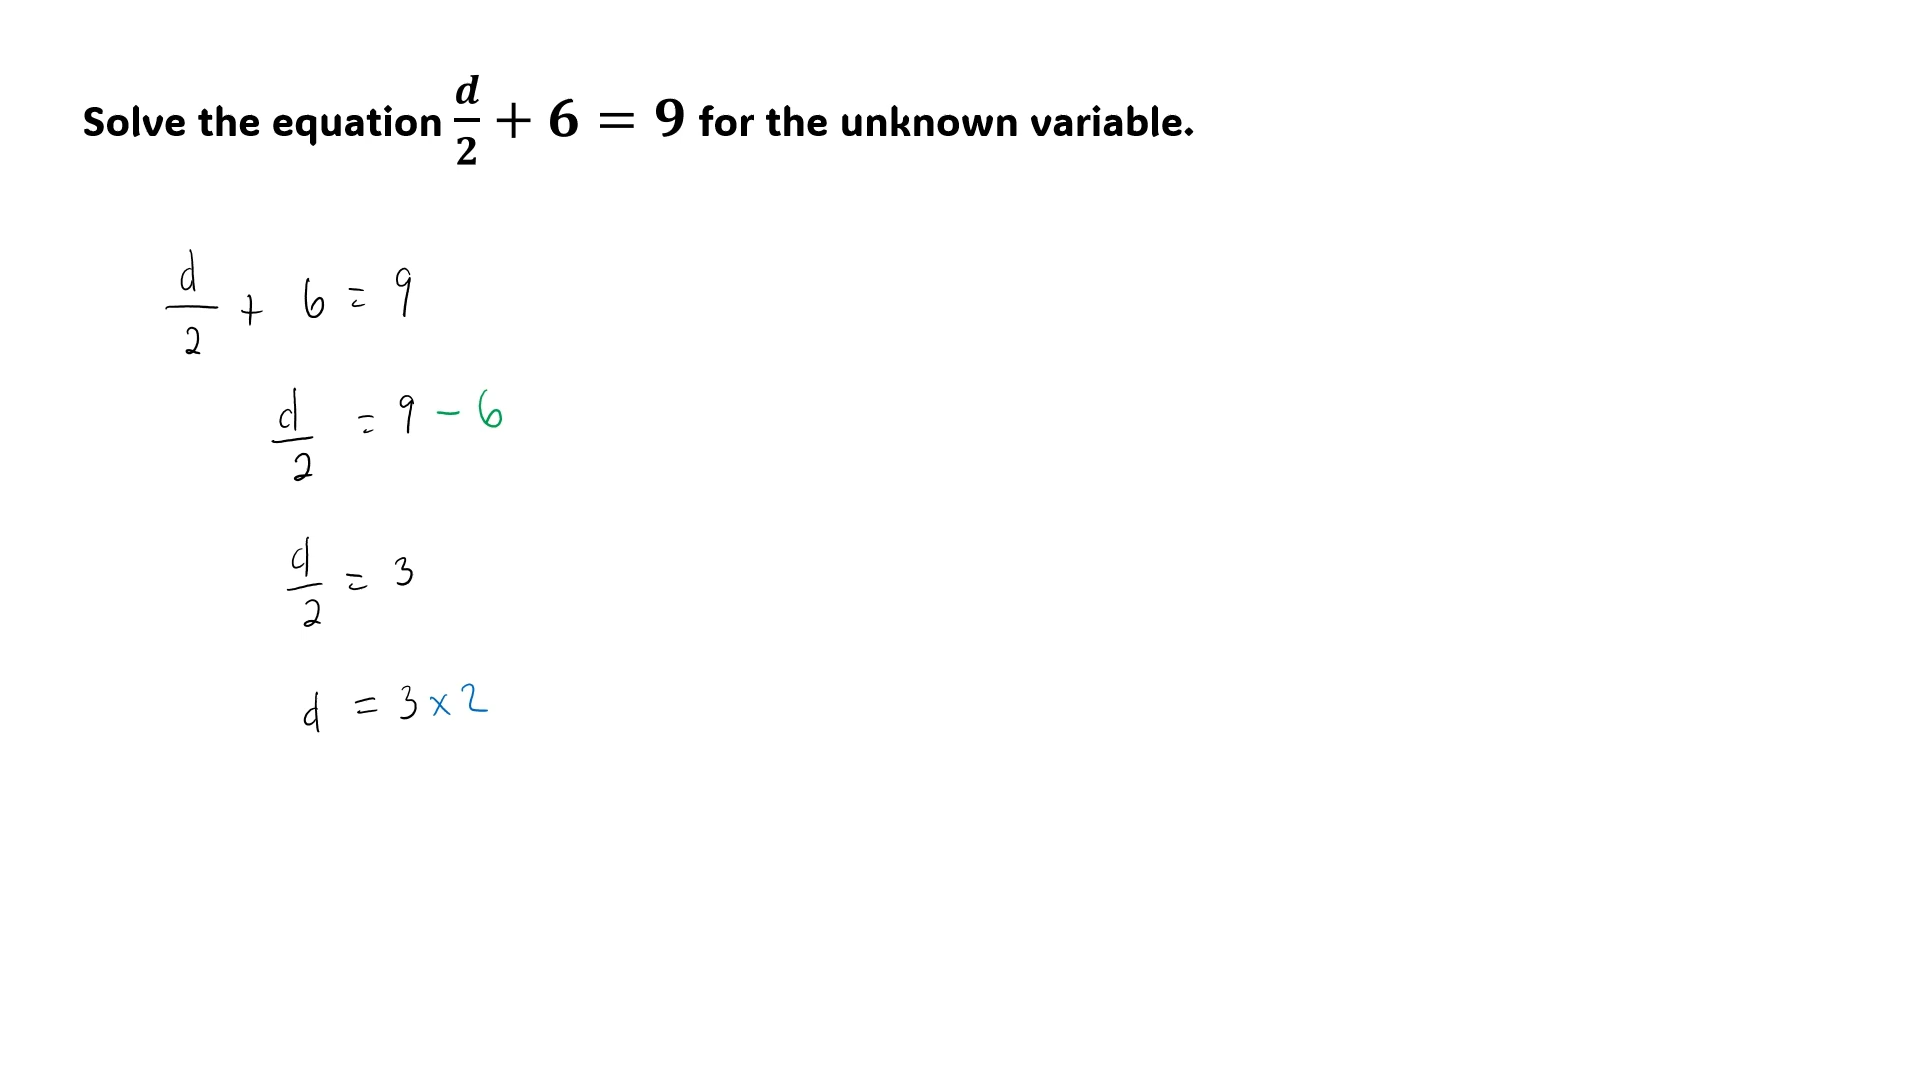 Solve the equation d/2 + 6 = 9 for the unknown variable.
d/2 + 6 = 9
d/2 = 9 - 6
d/2 = 3
d = 3 x 2